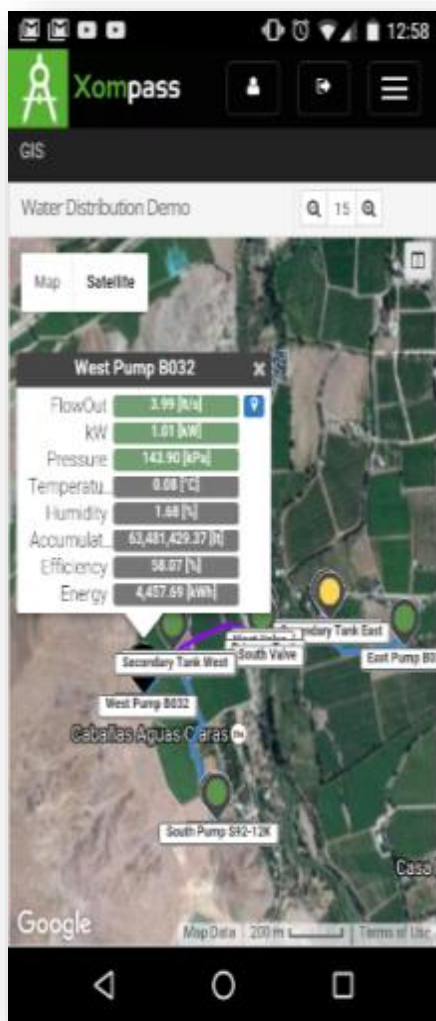 12:58
Xompass
GIS
Water Distribution Demo
15
Map Satellite
West Pump B032
FlowOut 3.99 [lt/s]
kW 1.01 [kW]
Pressure 143.90 [kPa]
Temperatu... 0.08 [°C]
Humidity 1.68 [%]
Accumulat... 63,481,429.37 [lt]
Efficiency 58.07 [%]
Energy 4,457.69 [kWh]
ndary Tank East
Secondary Tank West
South Valve
East Pump B0
West Pump B032
Cabañas Aguas Claras
South Pump S92-12K
Casa
Google
Map Data 200 m Terms of Use